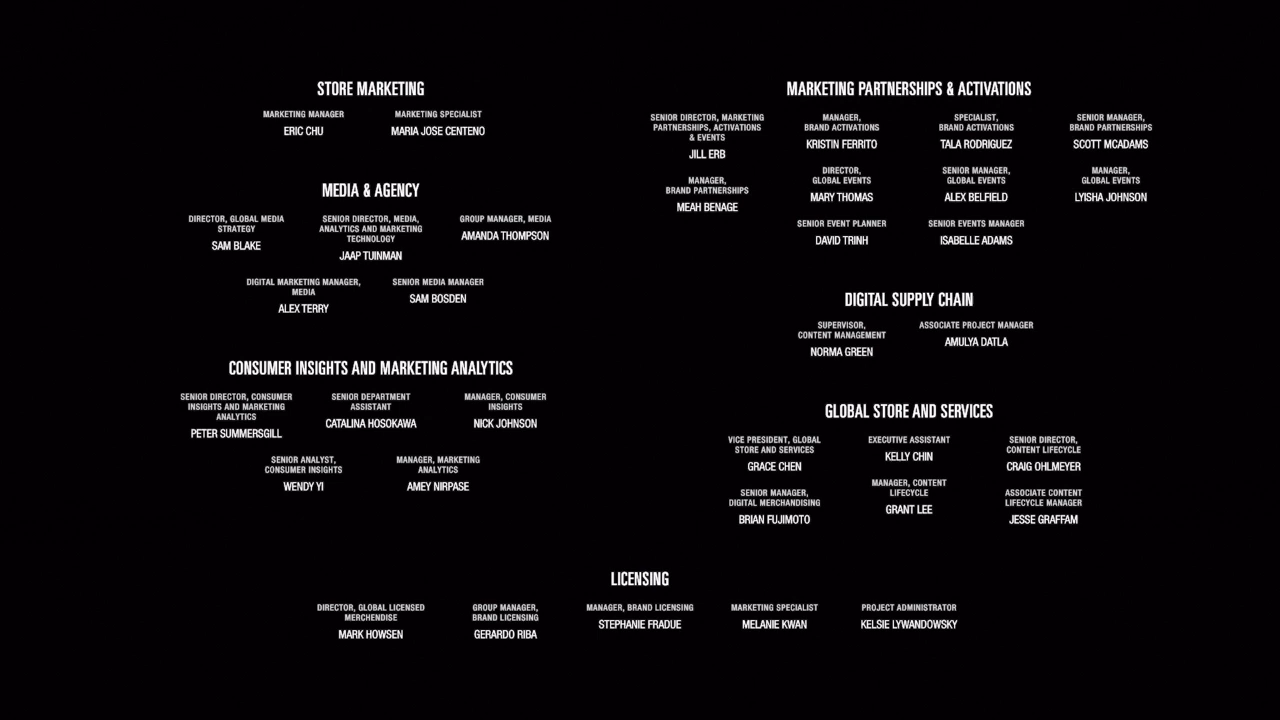 STORE MARKETING
MARKETING MANAGER
ERIC CHU
MARKETING SPECIALIST
MARIA JOSE CENTENO
MEDIA & AGENCY
DIRECTOR, GLOBAL MEDIA
STRATEGY
SAM BLAKE
SENIOR DIRECTOR, MEDIA,
ANALYTICS AND MARKETING
TECHNOLOGY
JAAP TUINMAN
GROUP MANAGER, MEDIA
AMANDA THOMPSON
DIGITAL MARKETING MANAGER,
MEDIA
ALEX TERRY
SENIOR MEDIA MANAGER
SAM BOSDEN
CONSUMER INSIGHTS AND MARKETING ANALYTICS
SENIOR DIRECTOR, CONSUMER
INSIGHTS AND MARKETING
ANALYTICS
PETER SUMMERSGILL
SENIOR DEPARTMENT
ASSISTANT
CATALINA HOSOKAWA
MANAGER, CONSUMER
INSIGHTS
NICK JOHNSON
SENIOR ANALYST,
CONSUMER INSIGHTS
WENDY YI
MANAGER, MARKETING
ANALYTICS
AMEY NIRPASE
MARKETING PARTNERSHIPS & ACTIVATIONS
SENIOR DIRECTOR, MARKETING
PARTNERSHIPS, ACTIVATIONS
& EVENTS
JILL ERB
MANAGER,
BRAND ACTIVATIONS
KRISTIN FERRITO
SPECIALIST,
BRAND ACTIVATIONS
TALA RODRIGUEZ
SENIOR MANAGER,
BRAND PARTNERSHIPS
SCOTT MCADAMS
MANAGER,
BRAND PARTNERSHIPS
MEAH BENAGE
DIRECTOR,
GLOBAL EVENTS
MARY THOMAS
SENIOR MANAGER,
GLOBAL EVENTS
ALEX BELFIELD
MANAGER,
GLOBAL EVENTS
LYISHA JOHNSON
SENIOR EVENT PLANNER
DAVID TRINH
SENIOR EVENTS MANAGER
ISABELLE ADAMS
DIGITAL SUPPLY CHAIN
SUPERVISOR,
CONTENT MANAGEMENT
NORMA GREEN
ASSOCIATE PROJECT MANAGER
AMULYA DATLA
GLOBAL STORE AND SERVICES
VICE PRESIDENT, GLOBAL
STORE AND SERVICES
GRACE CHEN
EXECUTIVE ASSISTANT
KELLY CHIN
SENIOR DIRECTOR,
CONTENT LIFECYCLE
CRAIG OHLMEYER
SENIOR MANAGER,
DIGITAL MERCHANDISING
BRIAN FUJIMOTO
MANAGER, CONTENT
LIFECYCLE
GRANT LEE
ASSOCIATE CONTENT
LIFECYCLE MANAGER
JESSE GRAFFAM
LICENSING
DIRECTOR, GLOBAL LICENSED
MERCHENDISE
MARK HOWSEN
GROUP MANAGER,
BRAND LICENSING
GERARDO RIBA
MANAGER, BRAND LICENSING
STEPHANIE FRADUE
MARKETING SPECIALIST
MELANIE KWAN
PROJECT ADMINISTRATOR
KELSIE LYWANDOWSKY